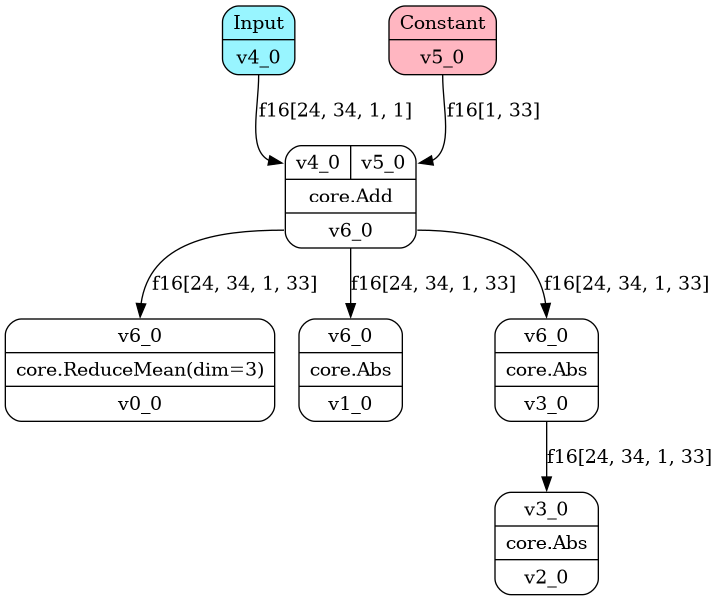 Input
v4_0
Constant
v5_0
f16[24, 34, 1, 1]
f16[1, 33]
v4_0 v5_0
core.Add
v6_0
f16[24, 34, 1, 33]
f16[24, 34, 1, 33]
f16[24, 34, 1, 33]
v6_0
core.ReduceMean(dim=3)
v0_0
v6_0
core.Abs
v1_0
v6_0
core.Abs
v3_0
f16[24, 34, 1, 33]
v3_0
core.Abs
v2_0